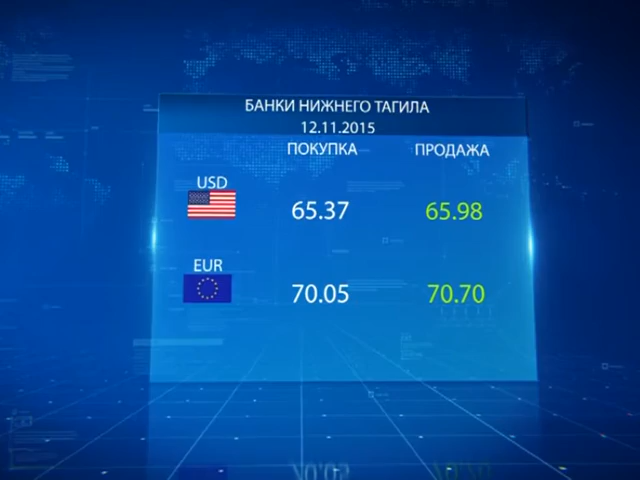 БАНКИ НИЖНЕГО ТАГИЛА
12.11.2015
ПОКУПКА ПРОДАЖА
USD
65.37 65.98
EUR
70.05 70.70